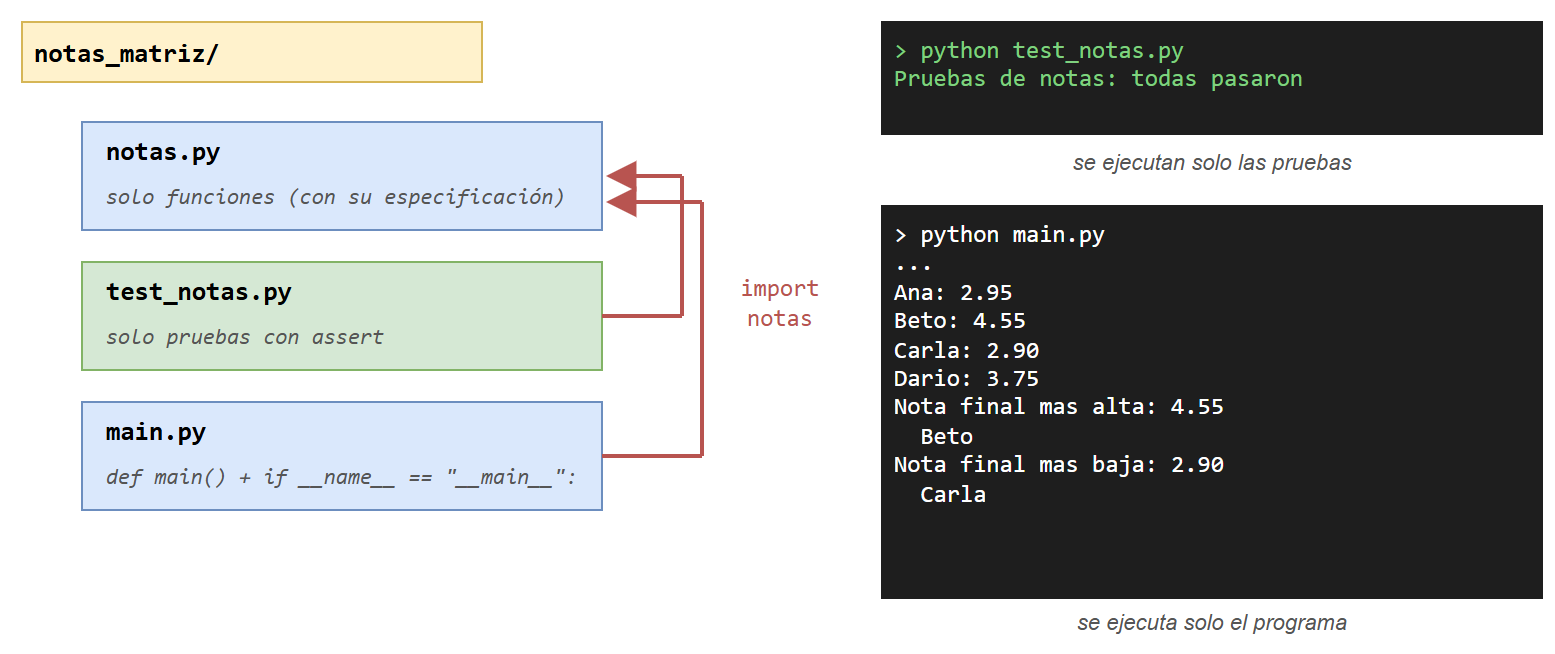 notas_matriz/
notas.py
solo funciones (con su especificación)
test_notas.py
solo pruebas con assert
main.py
def main() + if __name__ == "__main__":
import
notas
> python test_notas.py
Pruebas de notas: todas pasaron
se ejecutan solo las pruebas
> python main.py
...
Ana: 2.95
Beto: 4.55
Carla: 2.90
Dario: 3.75
Nota final mas alta: 4.55
  Beto
Nota final mas baja: 2.90
  Carla
se ejecuta solo el programa